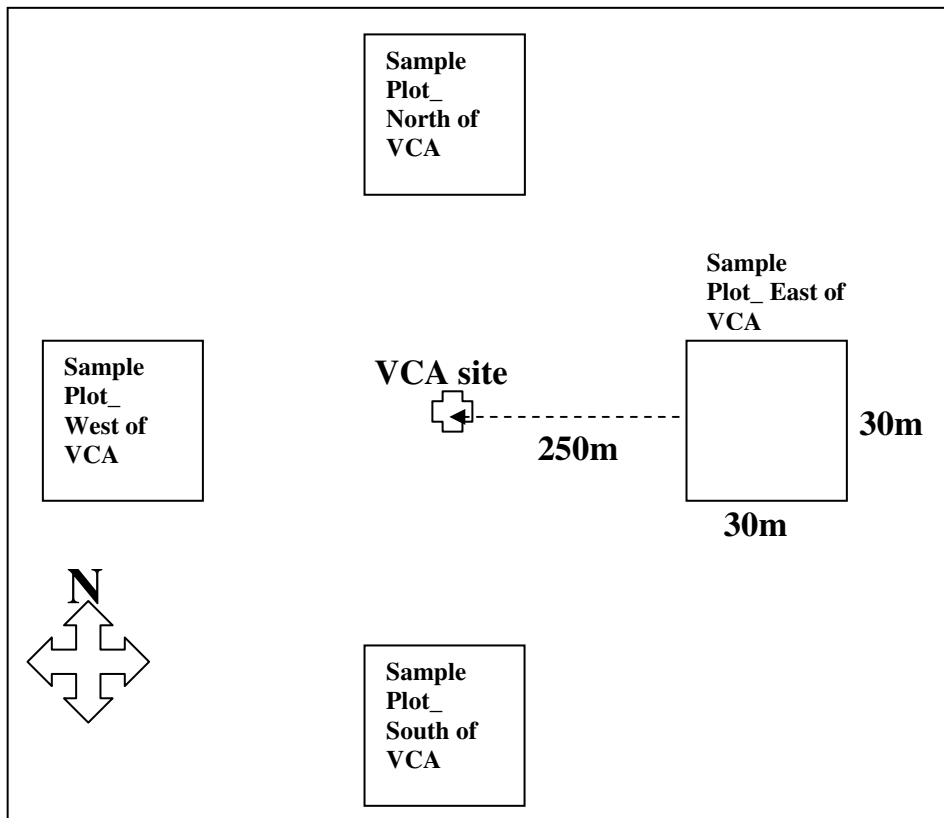 Sample
Plot_
North of
VCA
Sample
Plot_ East of
VCA
Sample
Plot_
West of
VCA
VCA site
250m
30m
30m
N
Sample
Plot_
South of
VCA